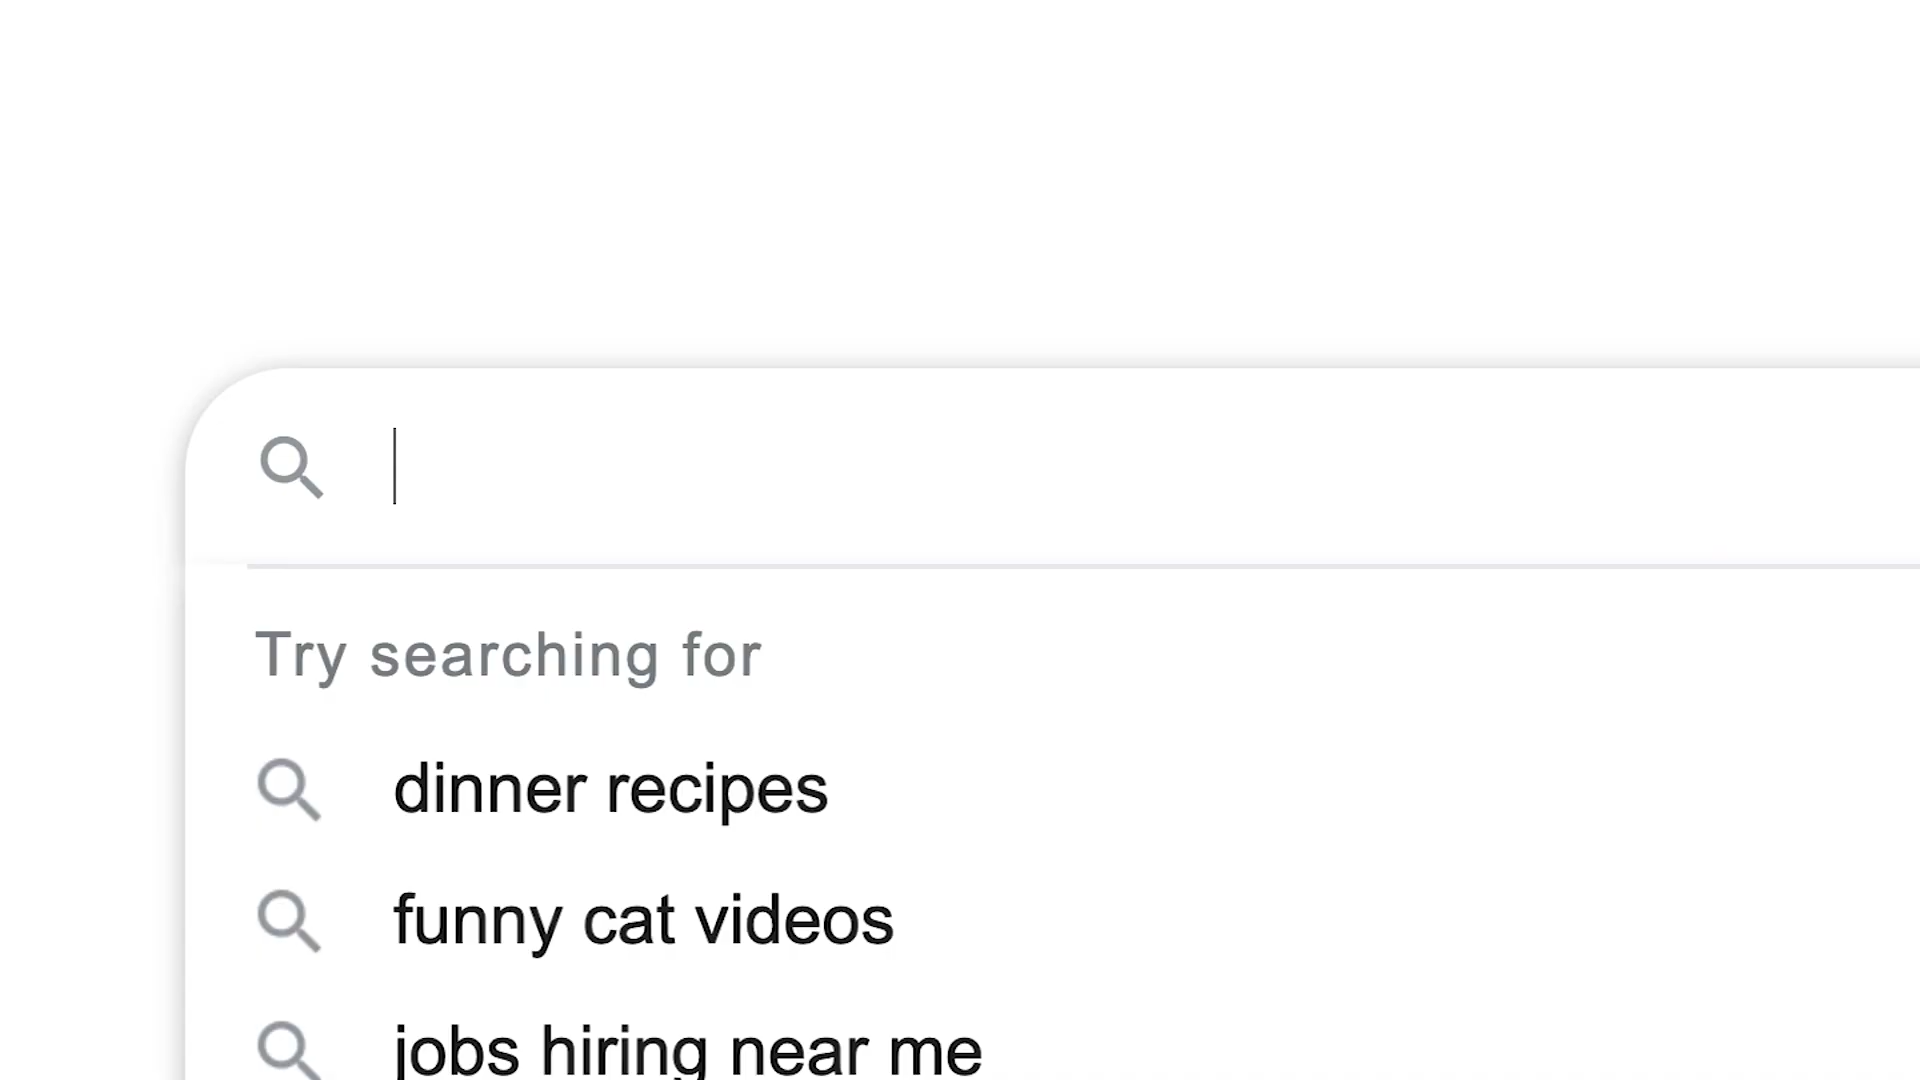 Try searching for
dinner recipes
funny cat videos
jobs hiring near me